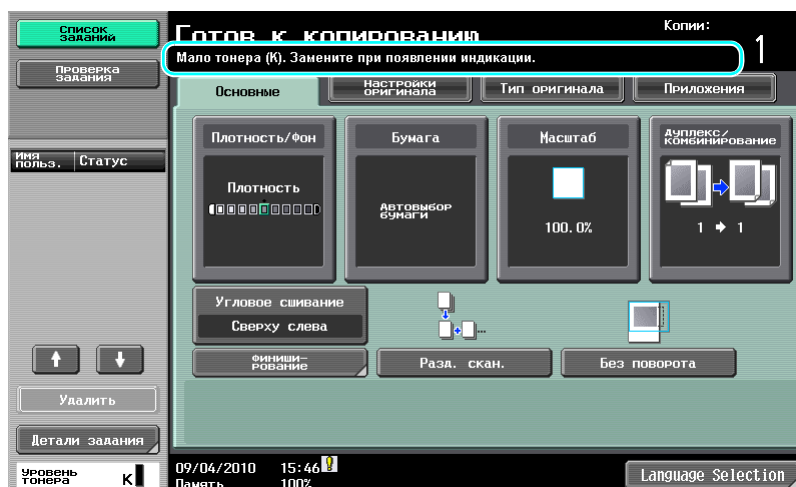 Список заданий
Проверка задания
Имя польз.
Статус
Удалить
Детали задания
Уровень тонера
K
Готов к копированию
Копии:
1
Мало тонера (К). Замените при появлении индикации.
Основные
Настройки оригинала
Тип оригинала
Приложения
Плотность/Фон
Плотность
Бумага
Автовыбор бумаги
Масштаб
100.0%
Дуплекс/комбинирование
1 → 1
Угловое сшивание
Сверху слева
Финиши-
рование
Разд. скан.
Без поворота
09/04/2010 15:46
Память 100%
Language Selection